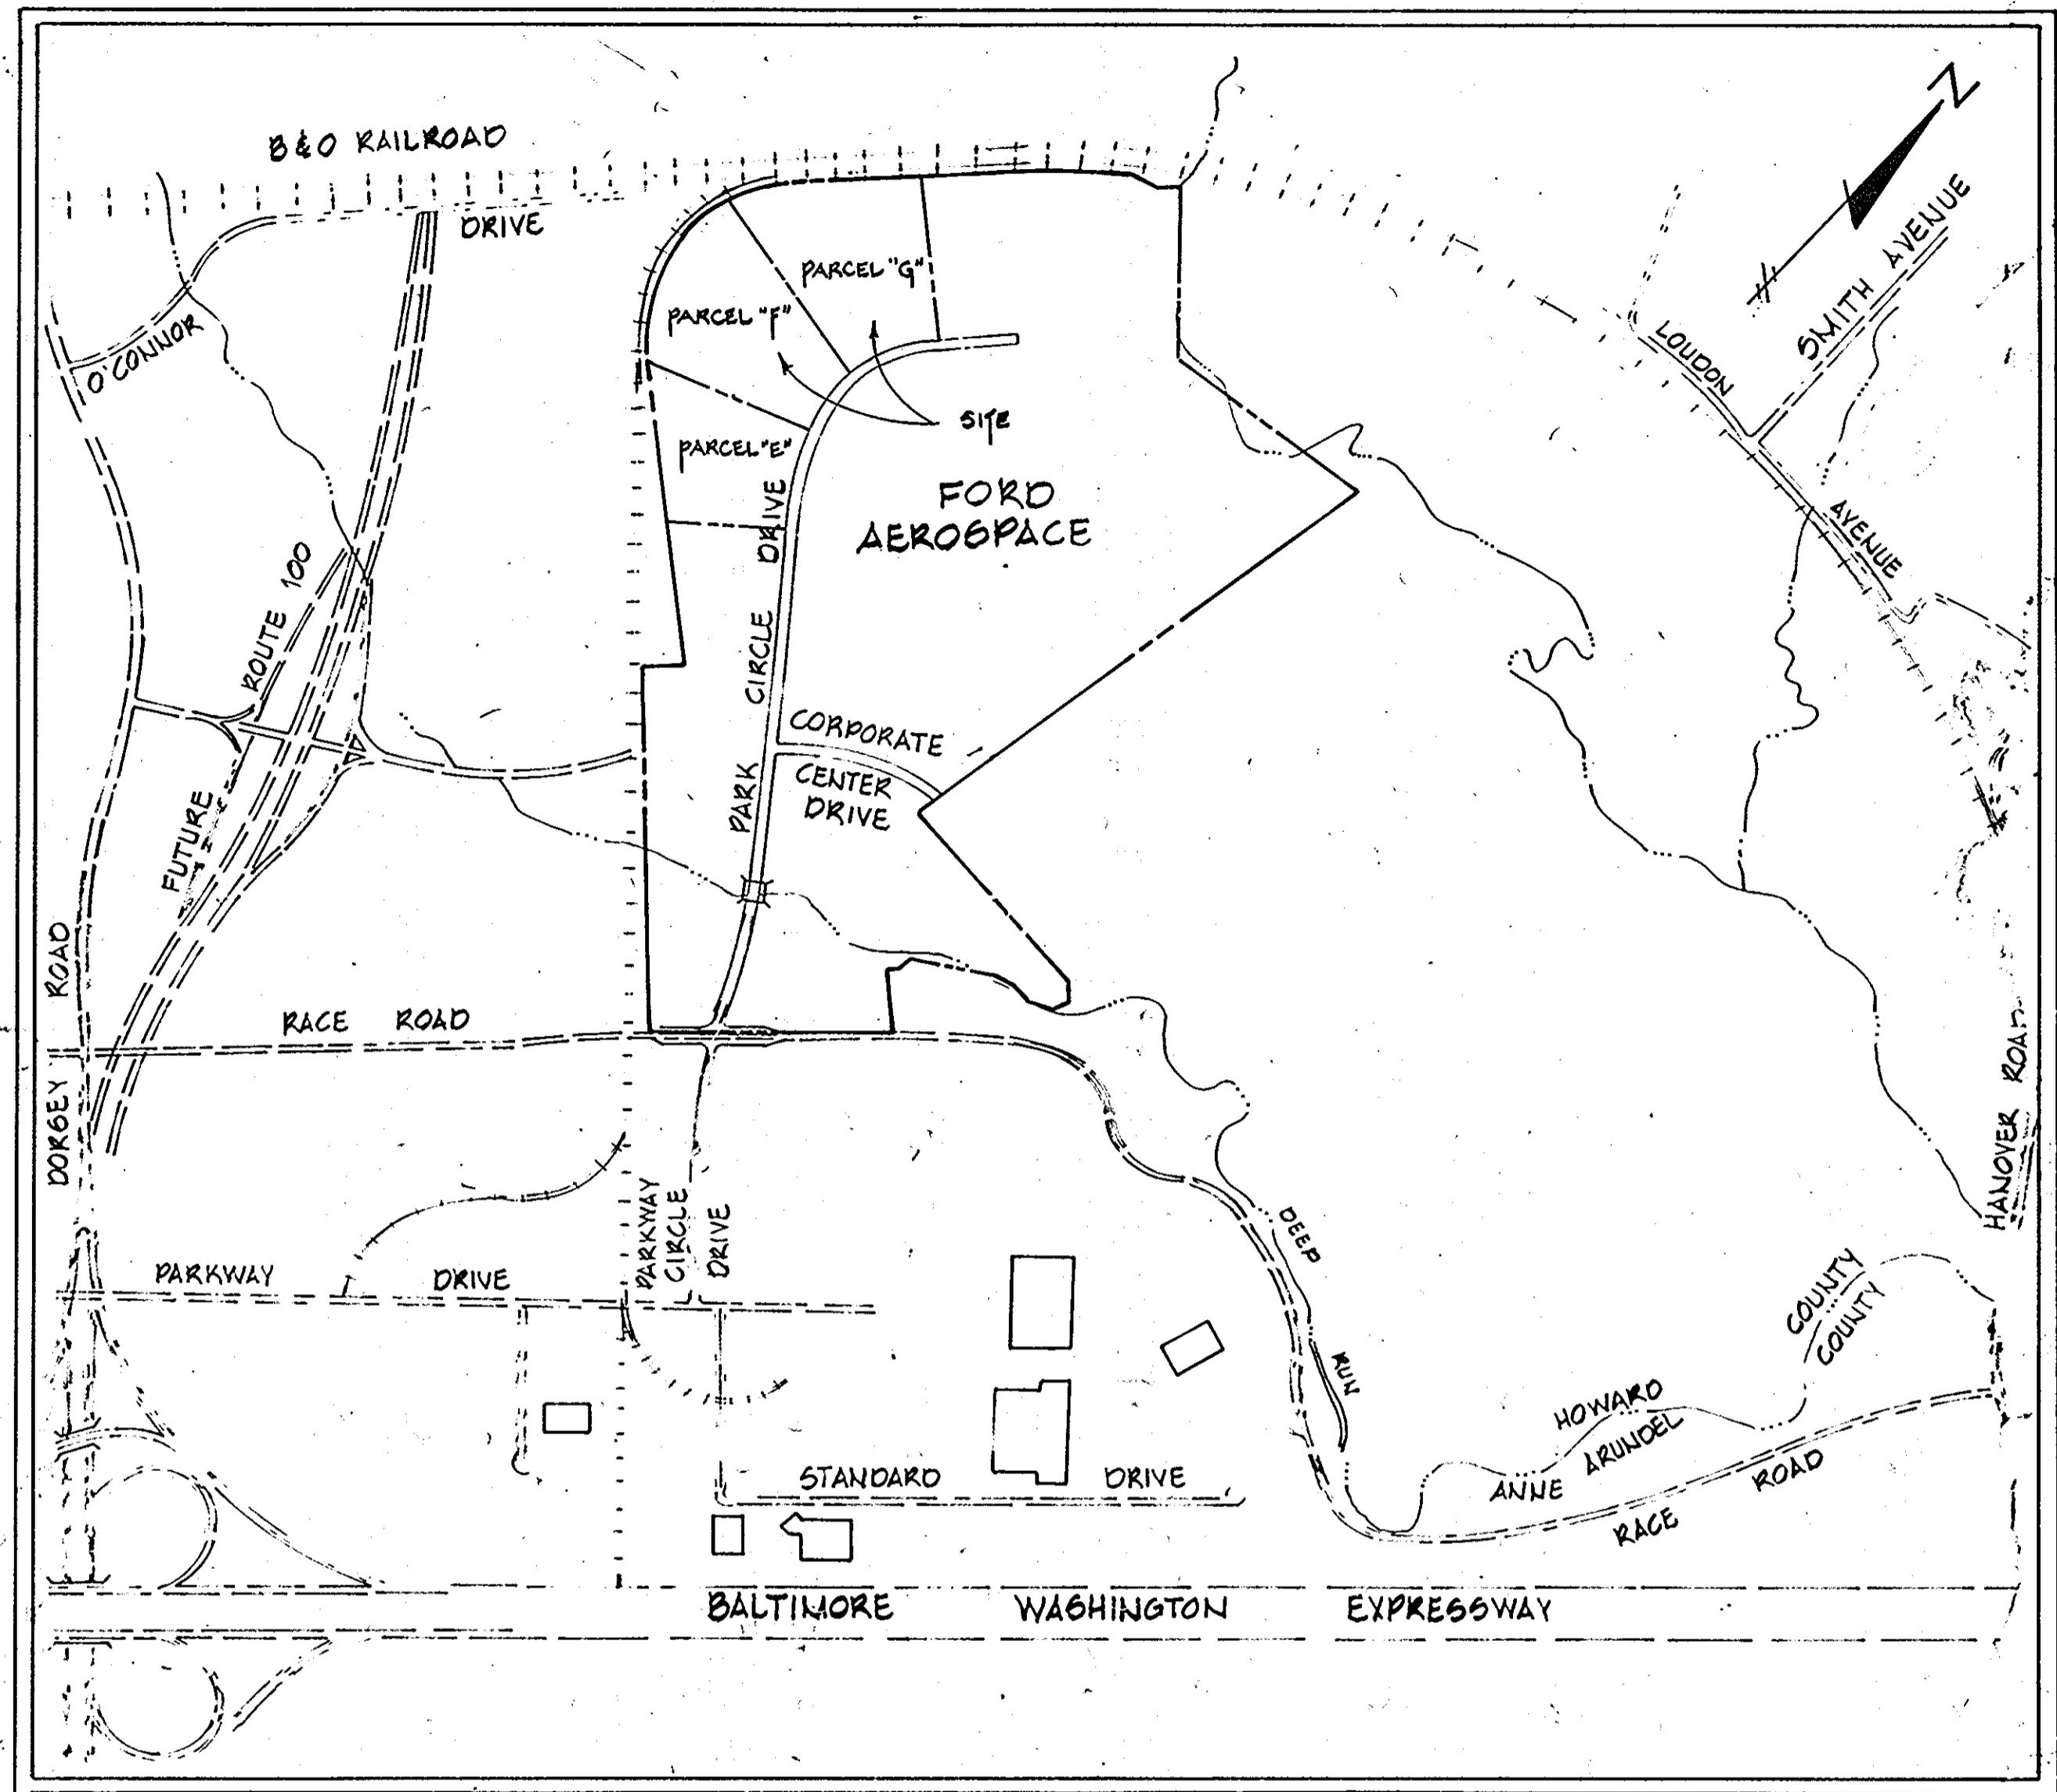 B & O RAILROAD
DRIVE
O'CONNOR
N
SMITH AVENUE
LOUDON
AVENUE
PARCEL "G"
PARCEL "F"
PARCEL "E"
SITE
FORD
AEROSPACE
PARK CIRCLE DRIVE
CORPORATE
CENTER
DRIVE
FUTURE ROUTE 100
DORSEY ROAD
RACE ROAD
HANOVER ROAD
PARKWAY
CIRCLE
DRIVE
PARKWAY DRIVE
DEEP RUN
HOWARD COUNTY
ANNE ARUNDEL COUNTY
STANDARD DRIVE
RACE ROAD
BALTIMORE WASHINGTON EXPRESSWAY